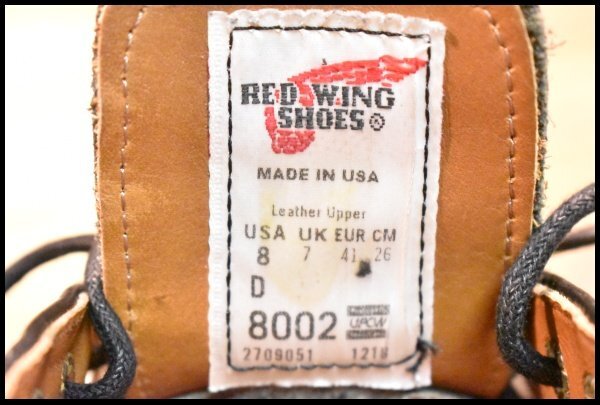 RED WING
SHOES ®
MADE IN USA
Leather Upper
USA UK EUR CM
8 7 41 26
D
8002
UFCW
2709051 1218